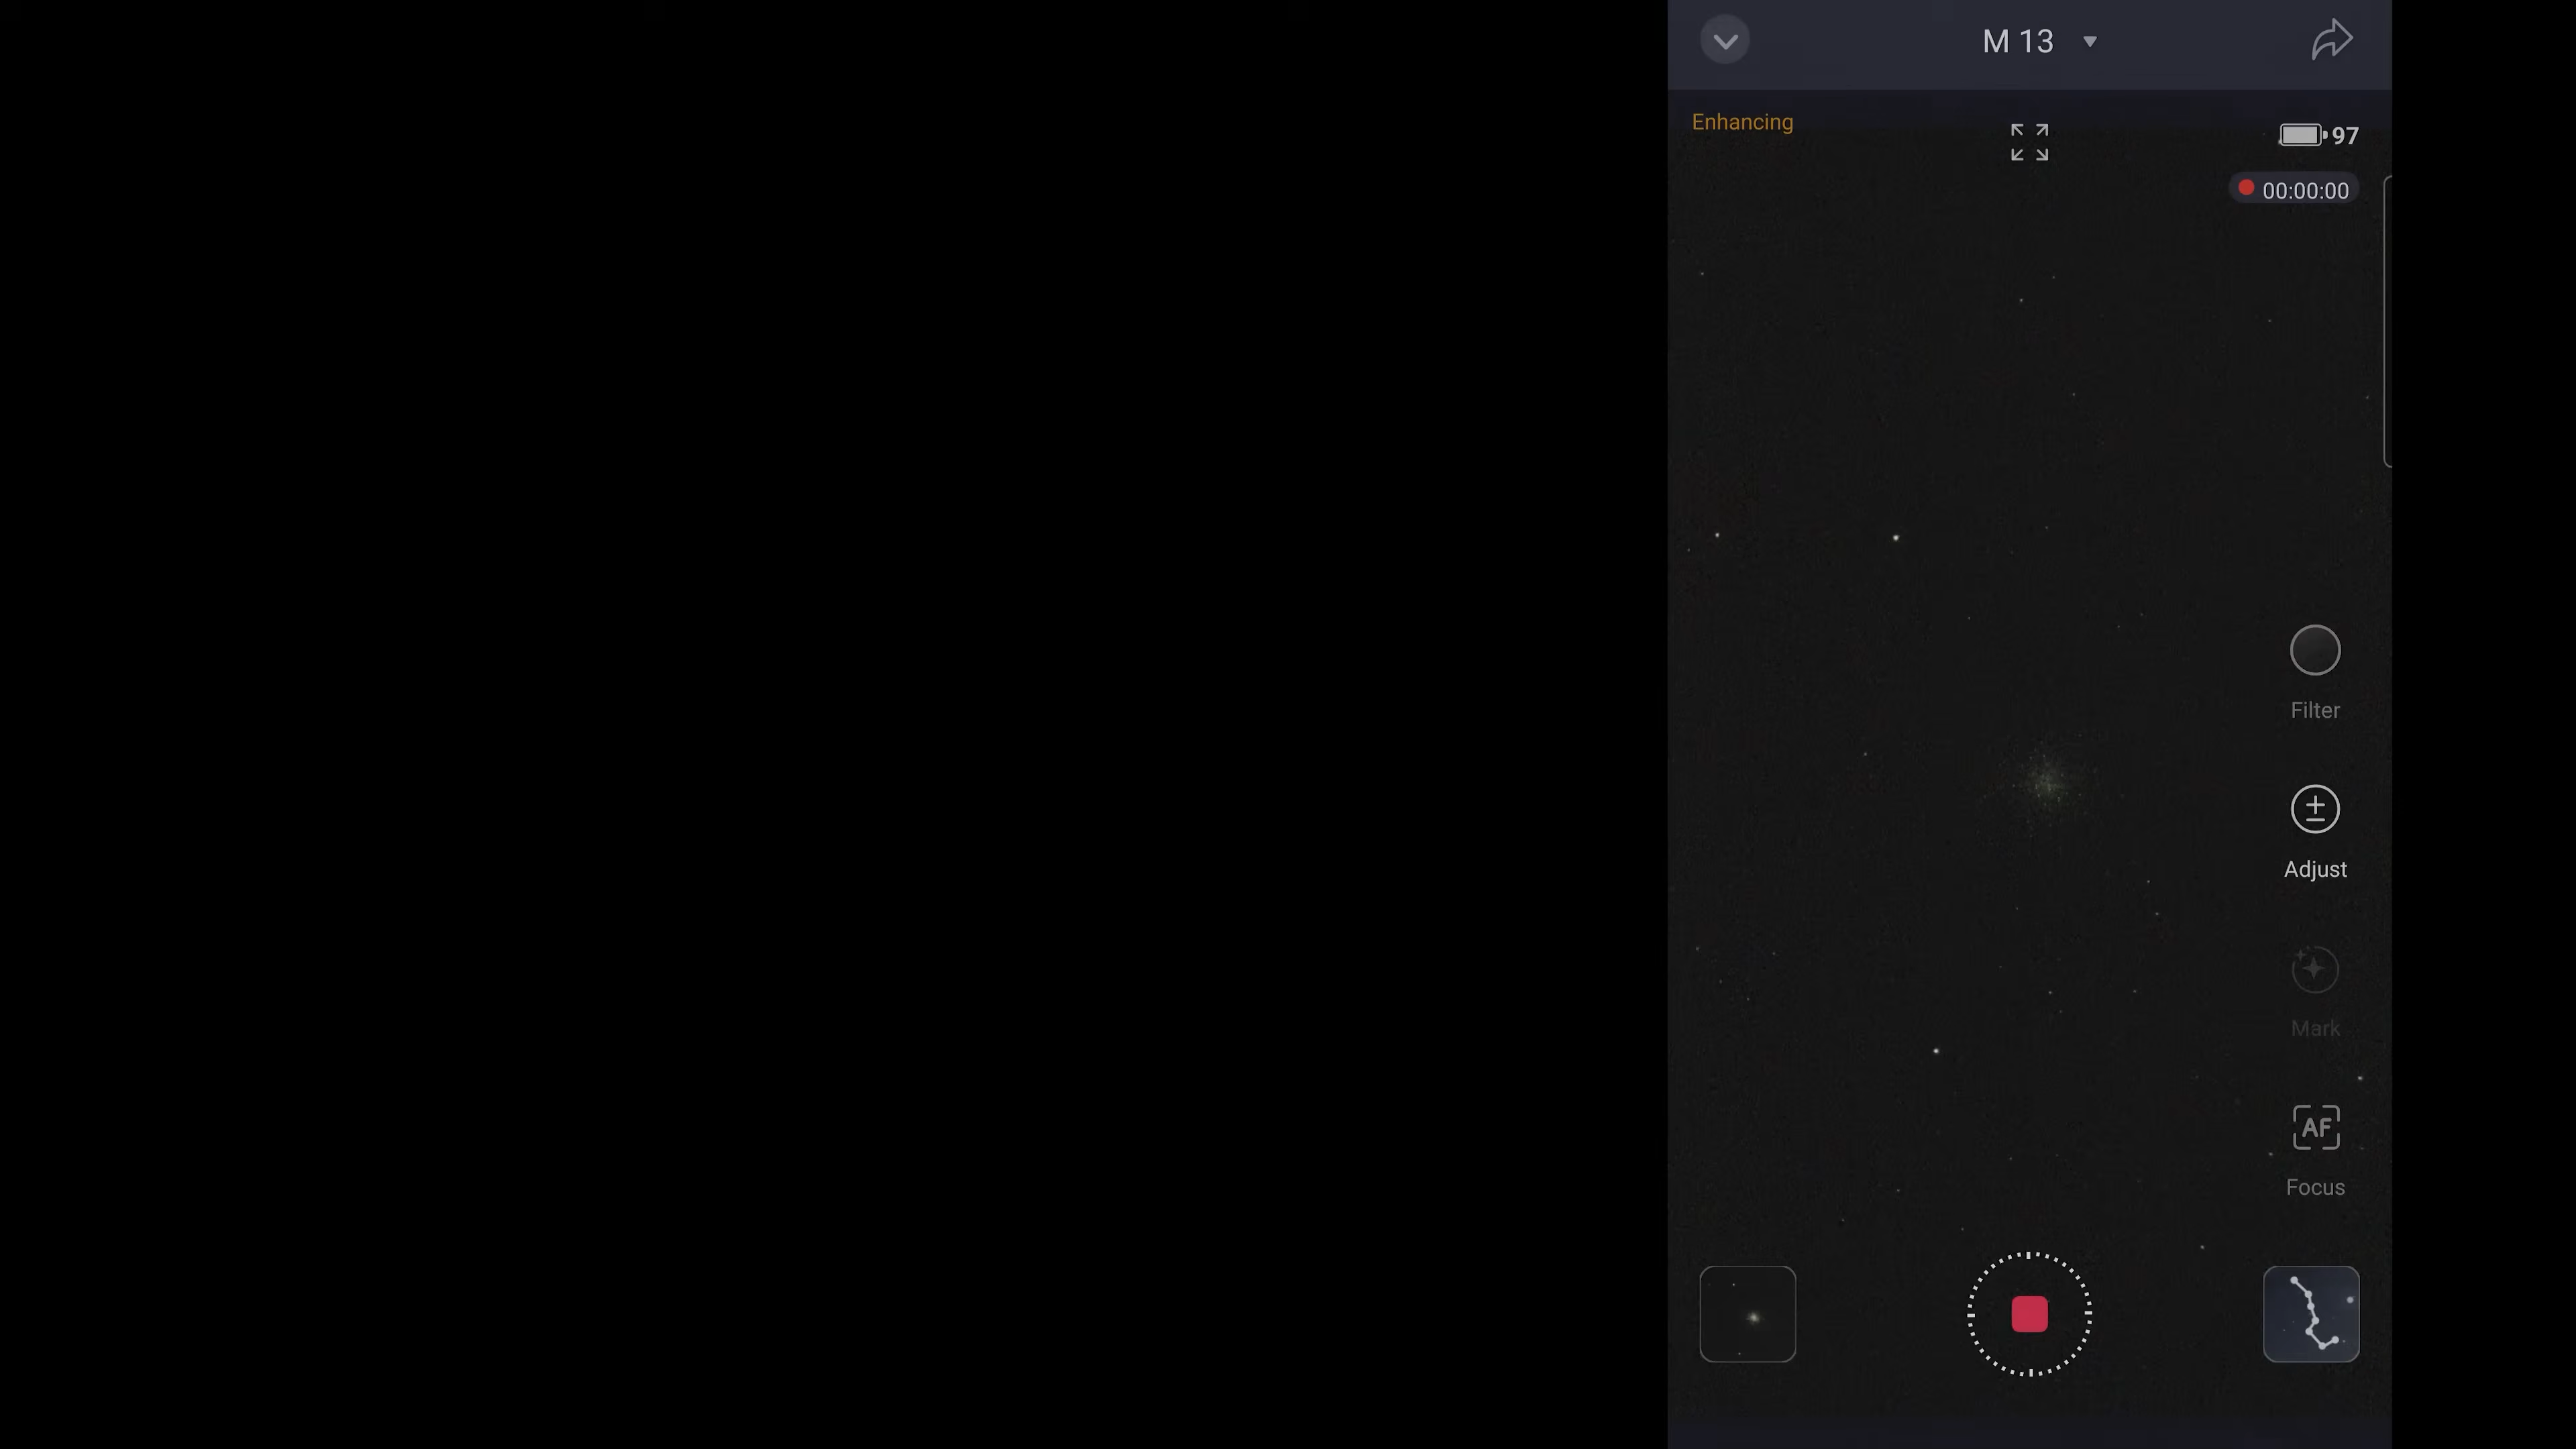 M 13
Enhancing
97
00:00:00
Filter
Adjust
Mark
AF
Focus